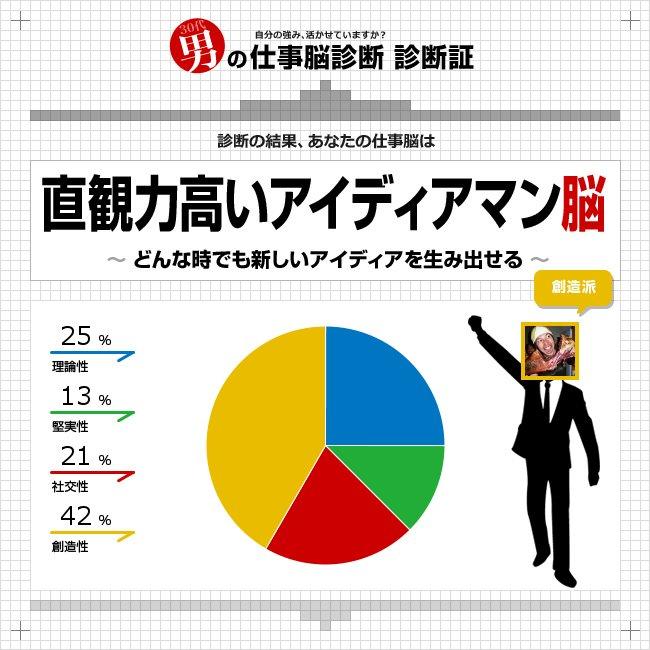 自分の強み、活かせていますか?
30代
男の仕事脳診断 診断証
診断の結果、あなたの仕事脳は
直観力高いアイディアマン脳
～ どんな時でも新しいアイディアを生み出せる ～
創造派
25 %
理論性
13 %
堅実性
21 %
社交性
42 %
創造性